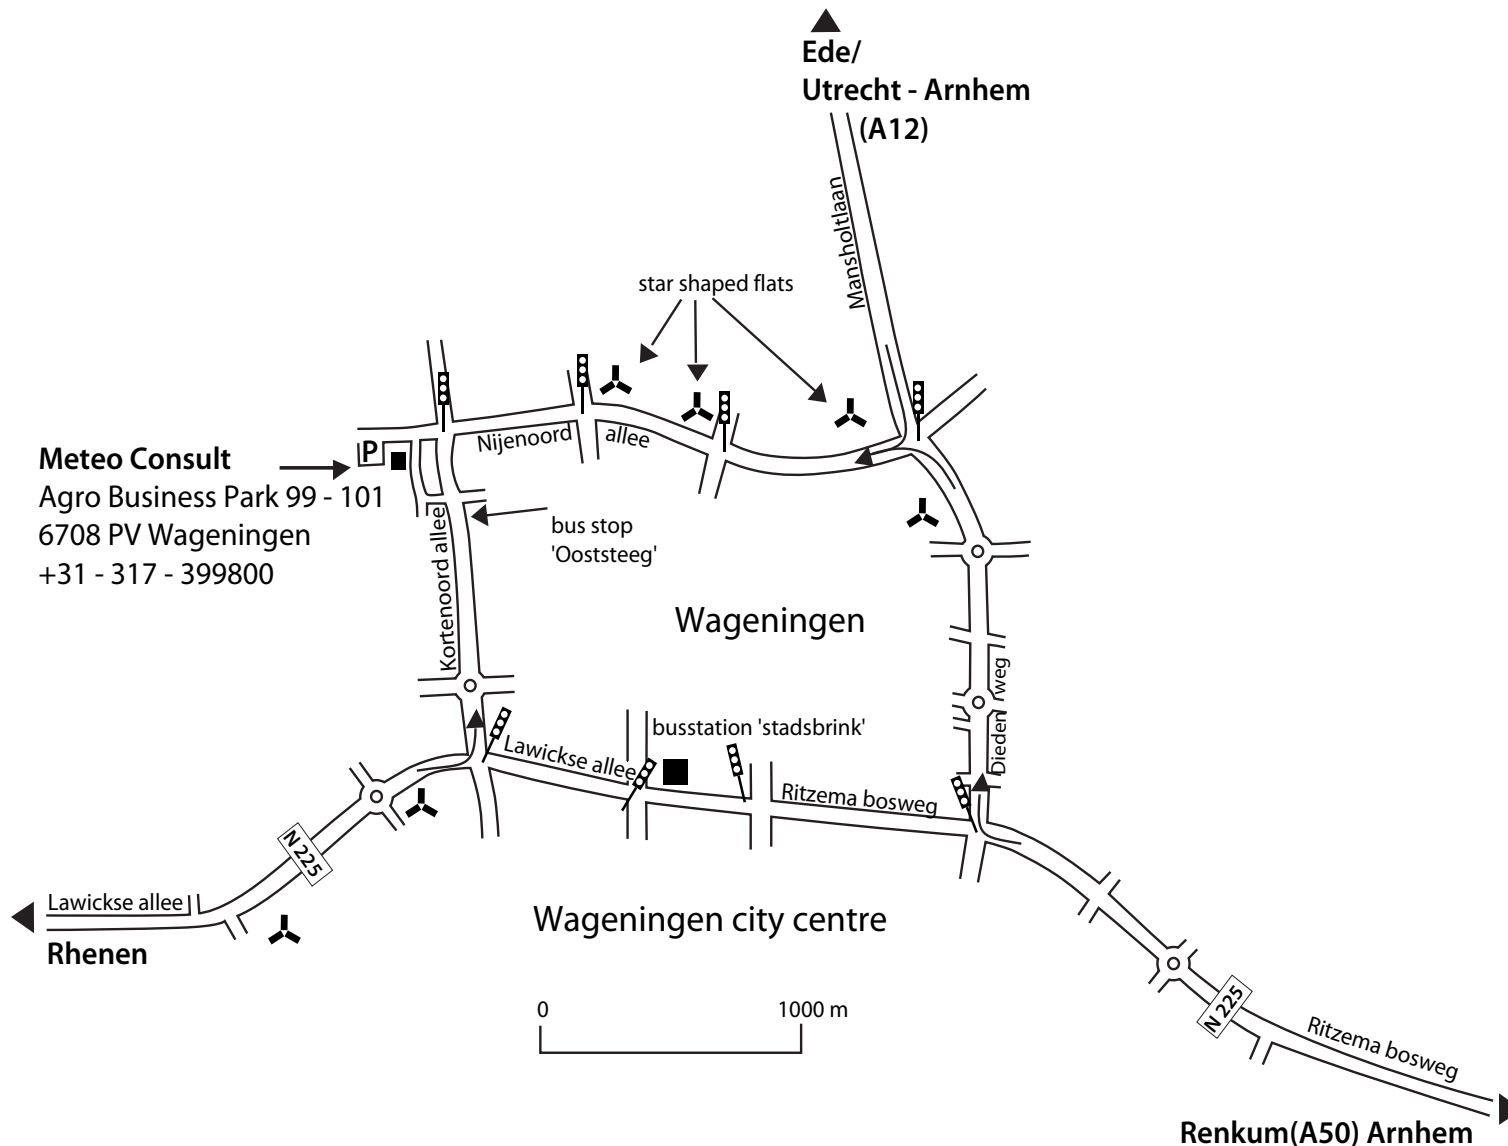 Ede/
Utrecht - Arnhem
(A12)
Mansholtlaan
star shaped flats
Nijenoord allee
P
Meteo Consult
Agro Business Park 99 - 101
6708 PV Wageningen
+31 - 317 - 399800
bus stop
'Ooststeeg'
Kortenoord allee
Wageningen
Diedenrweg
busstation 'stadsbrink'
Lawickse allee
Ritzema bosweg
N 225
Lawickse allee
Rhenen
Wageningen city centre
0 1000 m
N 225
Ritzema bosweg
Renkum(A50) Arnhem